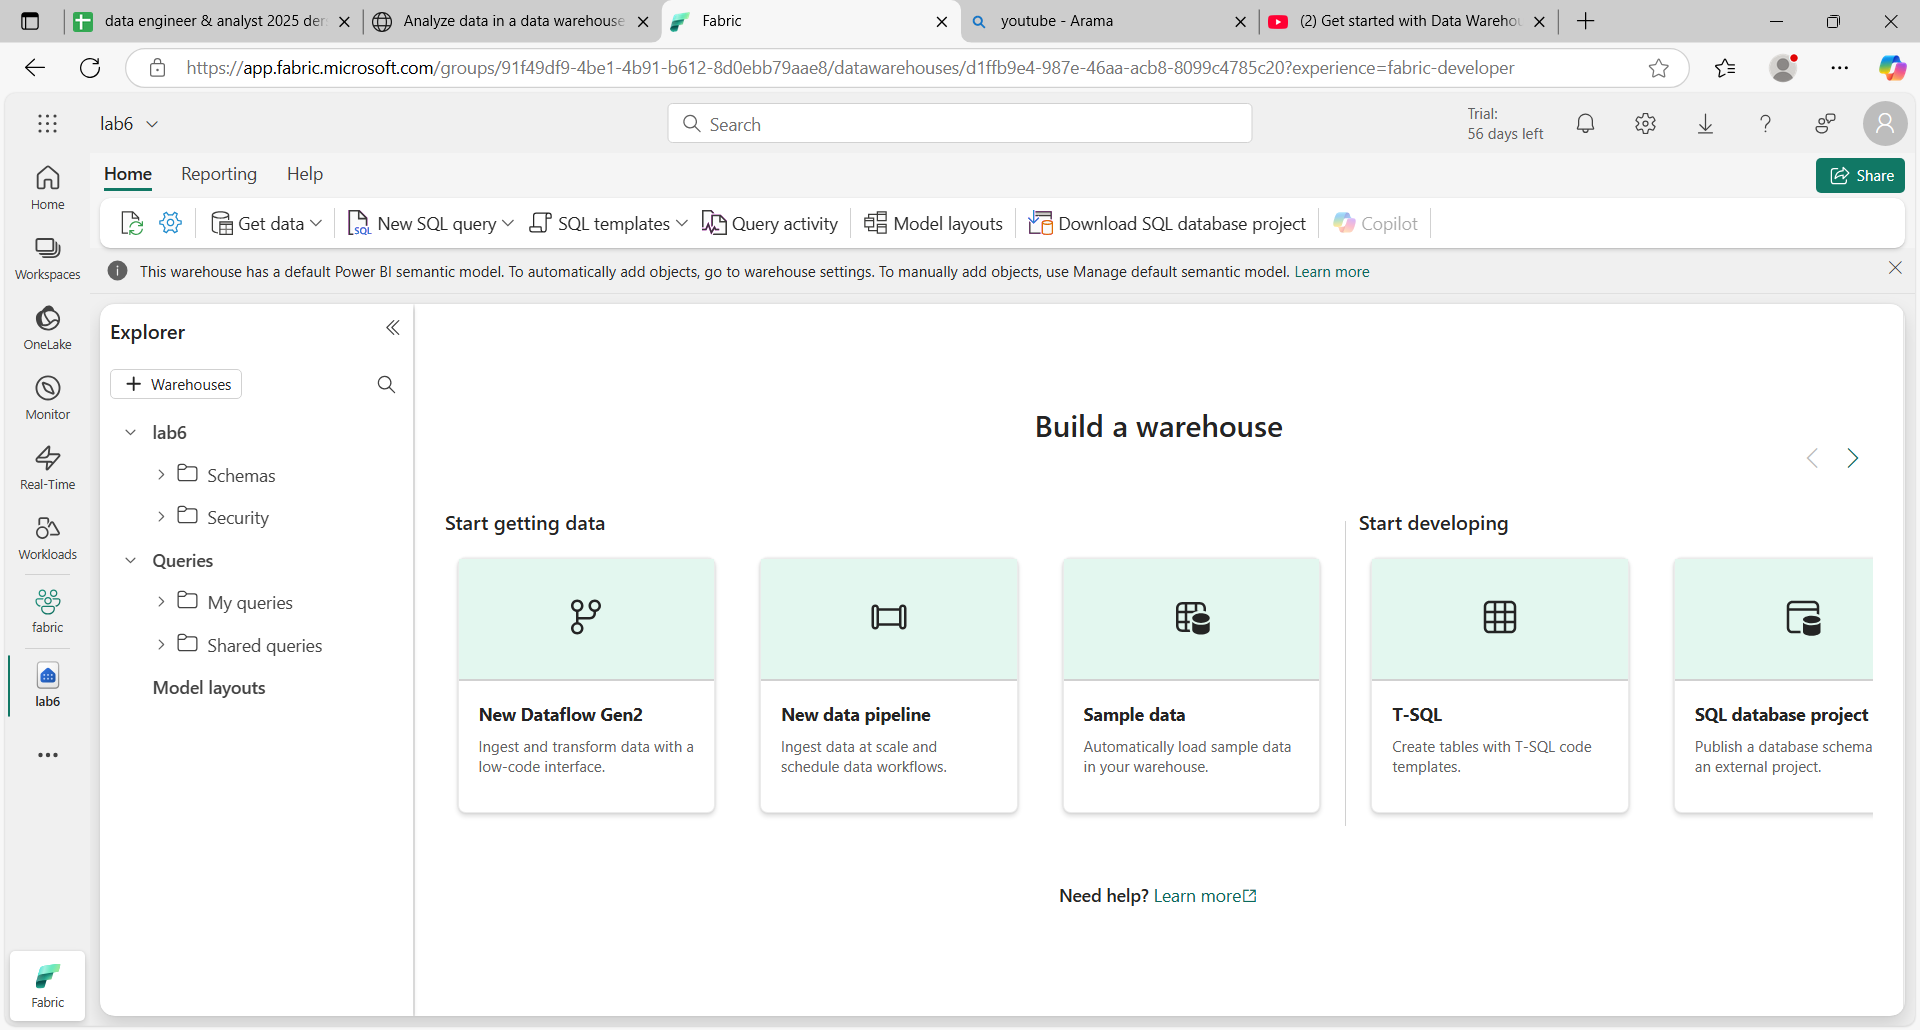 data engineer & analyst 2025 der
Analyze data in a data warehouse
Fabric
youtube - Arama
(2) Get started with Data Wareho
https://app.fabric.microsoft.com/groups/91f49df9-4be1-4b91-b612-8d0ebb79aae8/datawarehouses/d1ffb9e4-987e-46aa-acb8-8099c4785c20?experience=fabric-developer
lab6
Search
Trial:
56 days left
Home
Reporting
Help
Share
Get data
New SQL query
SQL templates
Query activity
Model layouts
Download SQL database project
Copilot
This warehouse has a default Power BI semantic model. To automatically add objects, go to warehouse settings. To manually add objects, use Manage default semantic model. Learn more
Home
Workspaces
OneLake
Monitor
Real-Time
Workloads
fabric
lab6
Fabric
Explorer
Warehouses
lab6
Schemas
Security
Queries
My queries
Shared queries
Model layouts
Build a warehouse
Start getting data
New Dataflow Gen2
Ingest and transform data with a
low-code interface.
New data pipeline
Ingest data at scale and
schedule data workflows.
Sample data
Automatically load sample data
in your warehouse.
Start developing
T-SQL
Create tables with T-SQL code
templates.
SQL database project
Publish a database schema
an external project.
Need help? Learn more